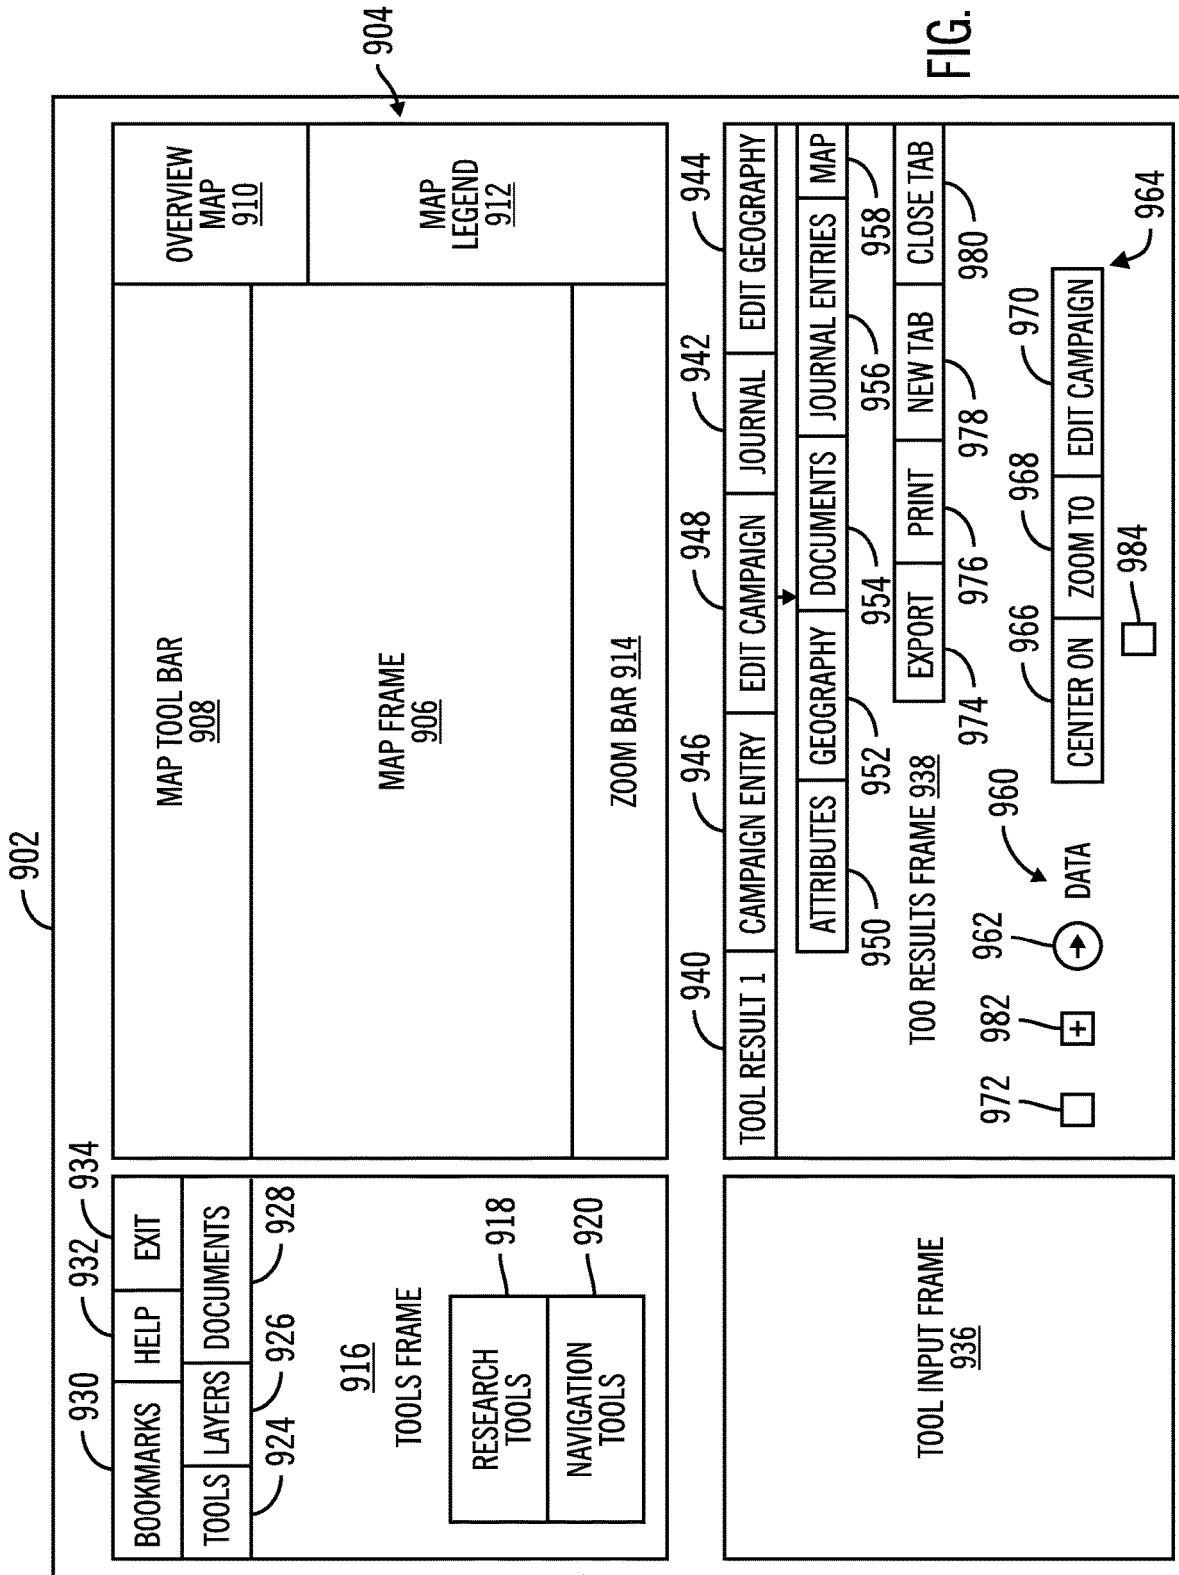 902
930
932
934
BOOKMARKS
HELP
EXIT
TOOLS
LAYERS
DOCUMENTS
924
926
928
916
TOOLS FRAME
RESEARCH
TOOLS
918
NAVIGATION
TOOLS
920
MAP TOOL BAR
908
MAP FRAME
906
ZOOM BAR 914
OVERVIEW
MAP
910
MAP
LEGEND
912
904
TOOL INPUT FRAME
936
940
946
948
942
944
TOOL RESULT 1
CAMPAIGN ENTRY
EDIT CAMPAIGN
JOURNAL
EDIT GEOGRAPHY
ATTRIBUTES
GEOGRAPHY
DOCUMENTS
JOURNAL ENTRIES
MAP
950
952
954
956
958
TOO RESULTS FRAME 938
EXPORT
PRINT
NEW TAB
CLOSE TAB
974
976
978
980
972
982
962
960
966
968
970
964
+
DATA
CENTER ON
ZOOM TO
EDIT CAMPAIGN
984
FIG.